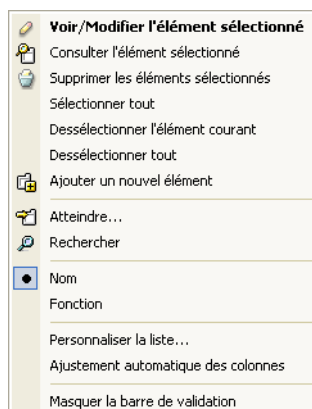 Voir/Modifier l'élément sélectionné
Consulter l'élément sélectionné
Supprimer les éléments sélectionnés
Sélectionner tout
Dessélectionner l'élément courant
Dessélectionner tout
Ajouter un nouvel élément
Atteindre...
Rechercher
Nom
Fonction
Personnaliser la liste...
Ajustement automatique des colonnes
Masquer la barre de validation